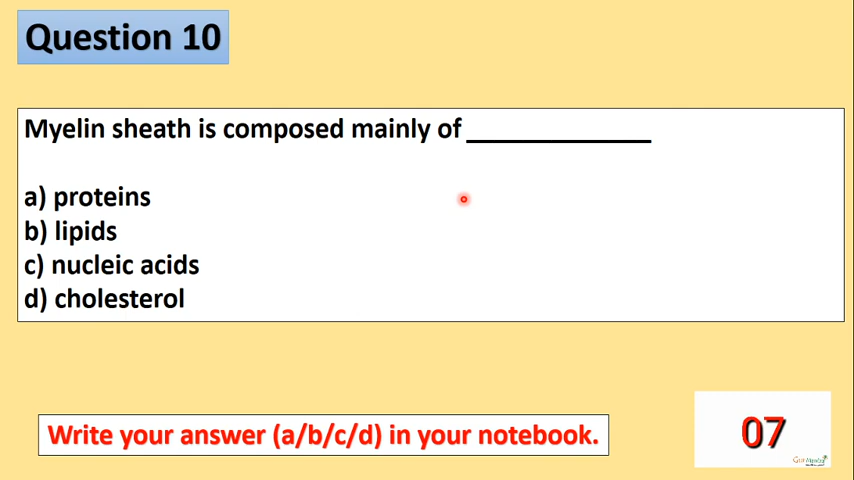 Question 10
Myelin sheath is composed mainly of ______________
a) proteins
b) lipids
c) nucleic acids
d) cholesterol
Write your answer (a/b/c/d) in your notebook.
07